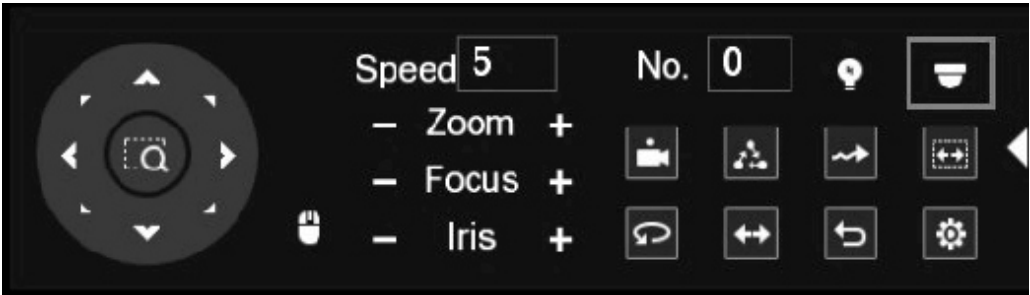 Speed 5 No. 0
– Zoom +
– Focus +
– Iris +